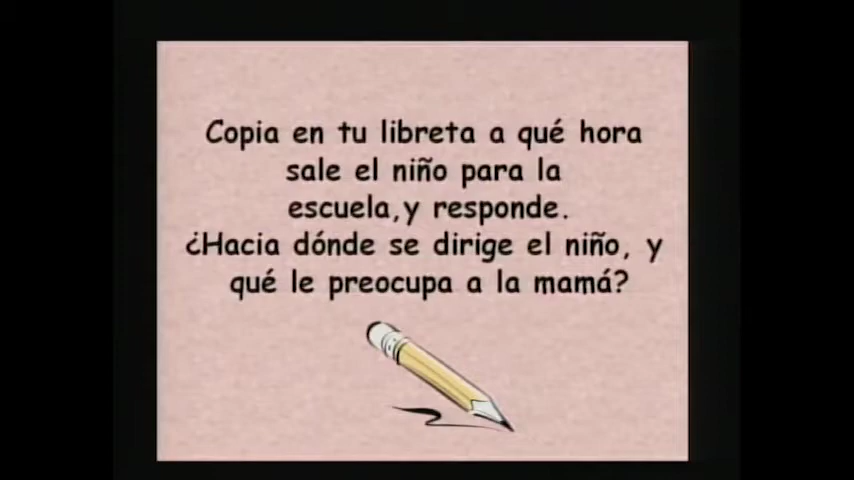 Copia en tu libreta a qué hora
sale el niño para la
escuela,y responde.
¿Hacia dónde se dirige el niño, y
qué le preocupa a la mamá?